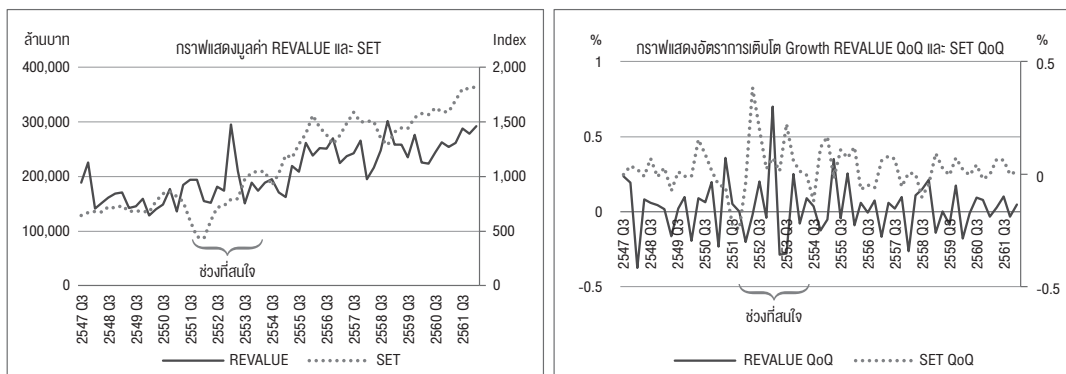 กราฟแสดงมูลค่า REVALUE และ SET
ล้านบาท
Index
400,000
300,000
200,000
100,000
0
2,000
1,500
1,000
500
0
2547 Q3
2548 Q3
2549 Q3
2550 Q3
2551 Q3
2552 Q3
2553 Q3
2554 Q3
2555 Q3
2556 Q3
2557 Q3
2558 Q3
2559 Q3
2560 Q3
2561 Q3
ช่วงที่สนใจ
REVALUE
SET
กราฟแสดงอัตราการเติบโต Growth REVALUE QoQ และ SET QoQ
%
%
1
0.5
0
-0.5
0.5
0
-0.5
2547 Q3
2548 Q3
2549 Q3
2550 Q3
2551 Q3
2552 Q3
2553 Q3
2554 Q3
2555 Q3
2556 Q3
2557 Q3
2558 Q3
2559 Q3
2560 Q3
2561 Q3
ช่วงที่สนใจ
REVALUE QoQ
SET QoQ